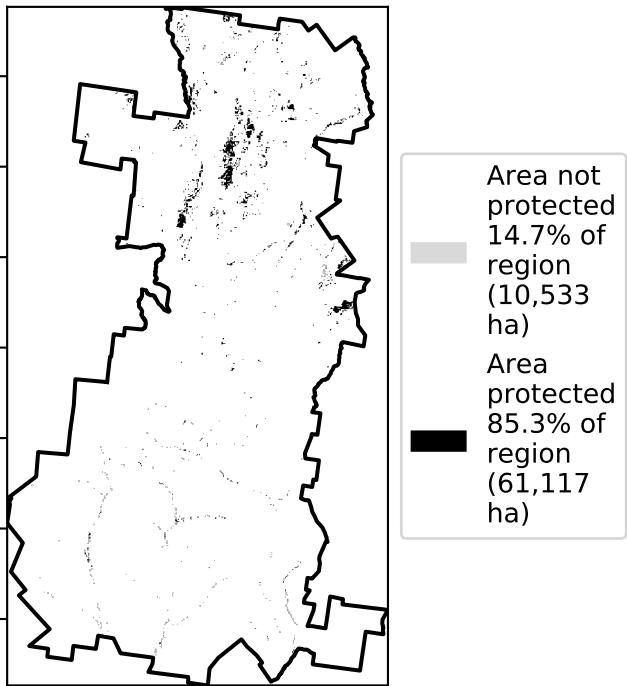 Area not
protected
14.7% of
region
(10,533
ha)
Area
protected
85.3% of
region
(61,117
ha)